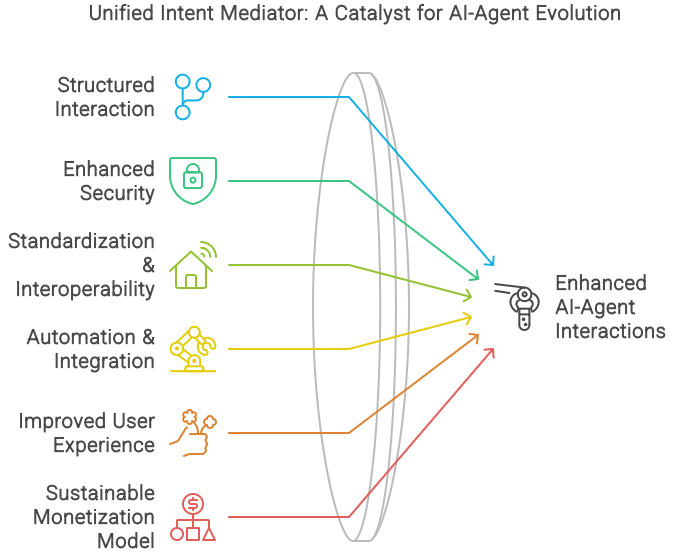 Unified Intent Mediator: A Catalyst for AI-Agent Evolution
Structured
Interaction
Enhanced
Security
Standardization
&
Interoperability
Automation &
Integration
Improved User
Experience
Sustainable
Monetization
Model
$
Enhanced
AI-Agent
Interactions